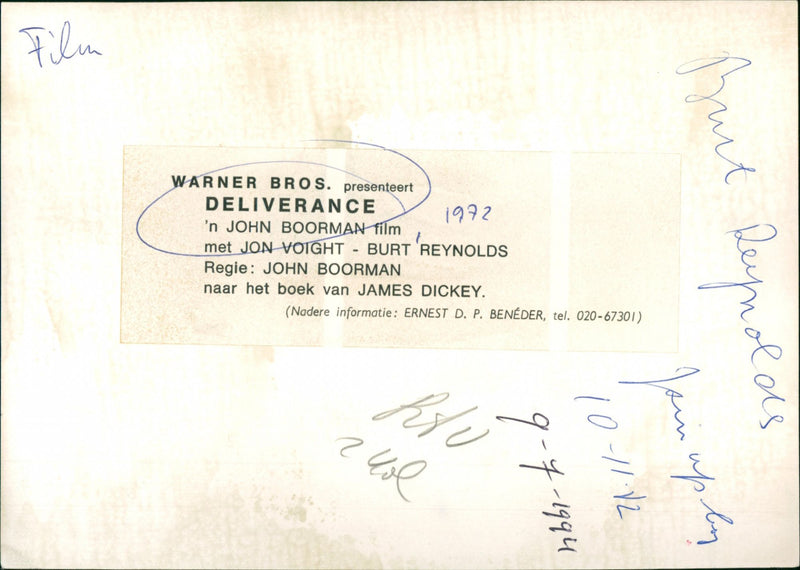 Film
WARNER BROS. presenteert
DELIVERANCE
'n JOHN BOORMAN film, 1972
met JON VOIGHT - BURT REYNOLDS
Regie: JOHN BOORMAN
naar het boek van JAMES DICKEY.
(Nadere informatie: ERNEST D. P. BENÉDER, tel. 020-67301)
Burt Reynolds
10-11-72
9-7-1994